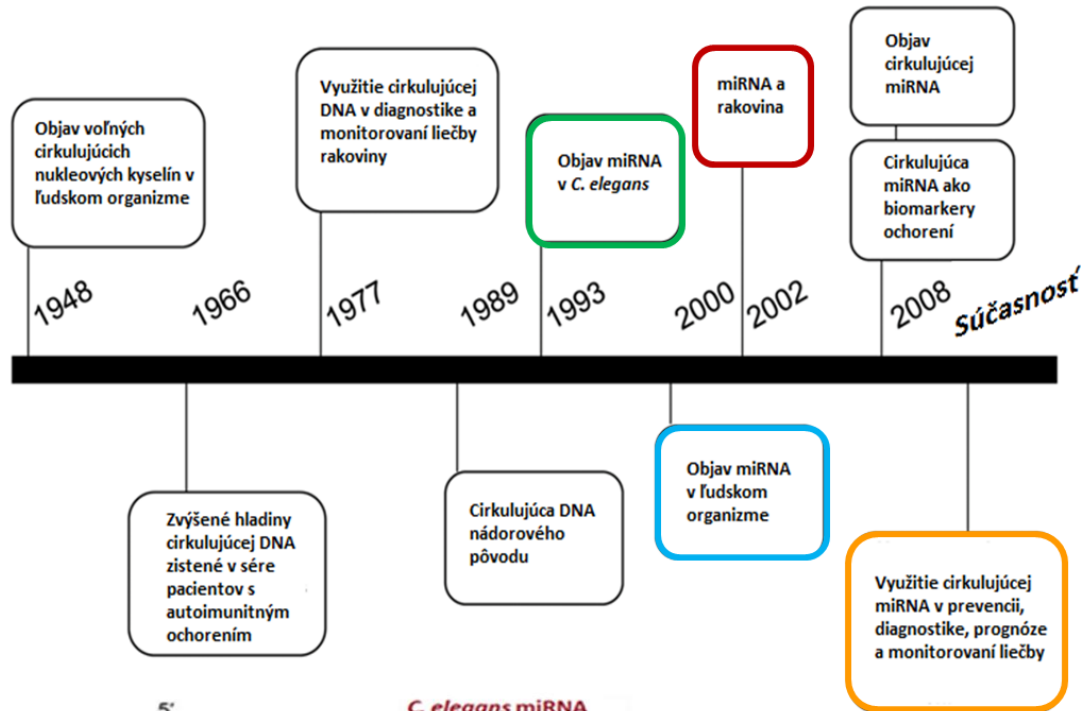 Objav voľných
cirkulujúcich
nukleových kyselín v
ľudskom organizme
Využitie cirkulujúcej
DNA v diagnostike a
monitorovaní liečby
rakoviny
Objav miRNA
v C. elegans
miRNA a
rakovina
Objav
cirkulujúcej
miRNA
Cirkulujúca
miRNA ako
biomarkery
ochorení
1948
1966
1977
1989
1993
2000
2002
2008
Súčasnosť
Zvýšené hladiny
cirkulujúcej DNA
zistené v sére
pacientov s
autoimunitným
ochorením
Cirkulujúca DNA
nádorového
pôvodu
Objav miRNA
v ľudskom
organizme
Využitie cirkulujúcej
miRNA v prevencii,
diagnostike, prognóze
a monitorovaní liečby
5'
C. elegans miRNA